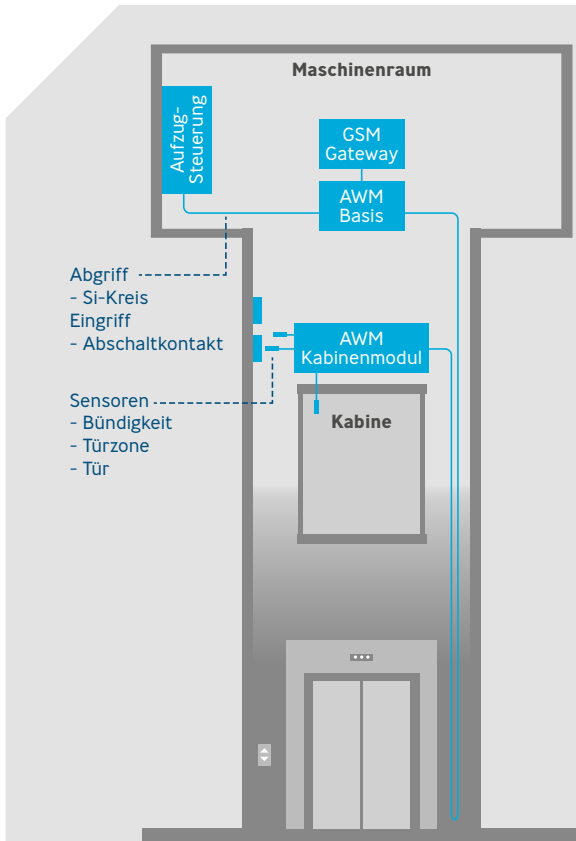 Maschinenraum
Aufzug-
Steuerung
GSM
Gateway
AWM
Basis
Abgriff
- Si-Kreis
Eingriff
- Abschaltkontakt
AWM
Kabinenmodul
Sensoren
- Bündigkeit
- Türzone
- Tür
Kabine